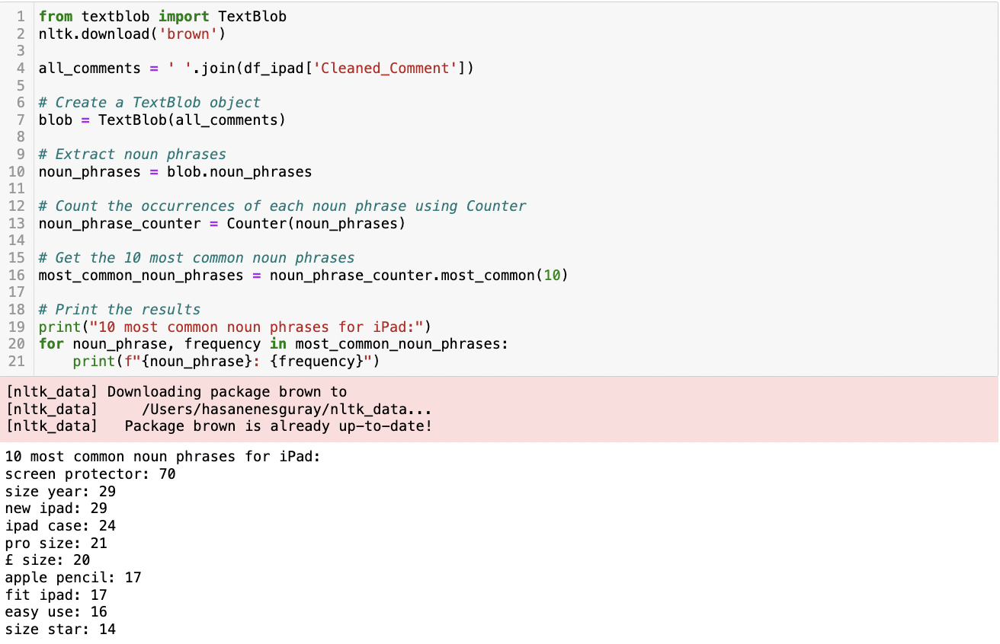 1 from textblob import TextBlob
2 nltk.download('brown')
3
4 all_comments = ' '.join(df_ipad['Cleaned_Comment'])
5
6 # Create a TextBlob object
7 blob = TextBlob(all_comments)
8
9 # Extract noun phrases
10 noun_phrases = blob.noun_phrases
11
12 # Count the occurrences of each noun phrase using Counter
13 noun_phrase_counter = Counter(noun_phrases)
14
15 # Get the 10 most common noun phrases
16 most_common_noun_phrases = noun_phrase_counter.most_common(10)
17
18 # Print the results
19 print("10 most common noun phrases for iPad:")
20 for noun_phrase, frequency in most_common_noun_phrases:
21     print(f"{noun_phrase}: {frequency}")
[nltk_data] Downloading package brown to
[nltk_data]     /Users/hasanenesguray/nltk_data...
[nltk_data]   Package brown is already up-to-date!
10 most common noun phrases for iPad:
screen protector: 70
size year: 29
new ipad: 29
ipad case: 24
pro size: 21
£ size: 20
apple pencil: 17
fit ipad: 17
easy use: 16
size star: 14